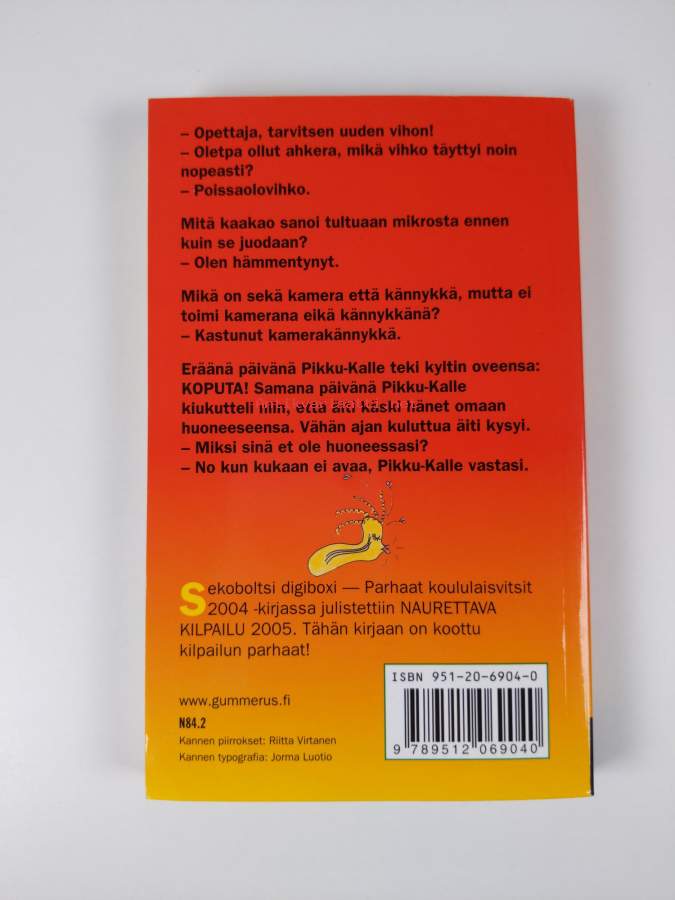 – Opettaja, tarvitsen uuden vihon!
– Oletpa ollut ahkera, mikä vihko täyttyi noin
nopeasti?
– Poissaolovihko.
Mitä kaakao sanoi tultuaan mikrosta ennen
kuin se juodaan?
– Olen hämmentynyt.
Mikä on sekä kamera että kännykkä, mutta ei
toimi kamerana eikä kännykkänä?
– Kastunut kamerakännykkä.
Eräänä päivänä Pikku-Kalle teki kyltin oveensa:
KOPUTA! Samana päivänä Pikku-Kalle
kiukutteli niin, että äiti käski hänet omaan
huoneeseensa. Vähän ajan kuluttua äiti kysyi.
– Miksi sinä et ole huoneessasi?
– No kun kukaan ei avaa, Pikku-Kalle vastasi.
Sekoboltsi digiboxi — Parhaat koululaisvitsit
2004 -kirjassa julistettiin NAURETTAVA
KILPAILU 2005. Tähän kirjaan on koottu
kilpailun parhaat!
www.gummerus.fi
N84.2
Kannen piirrokset: Riitta Virtanen
Kannen typografia: Jorma Luotio
ISBN 951-20-6904-0
9 789512 069040